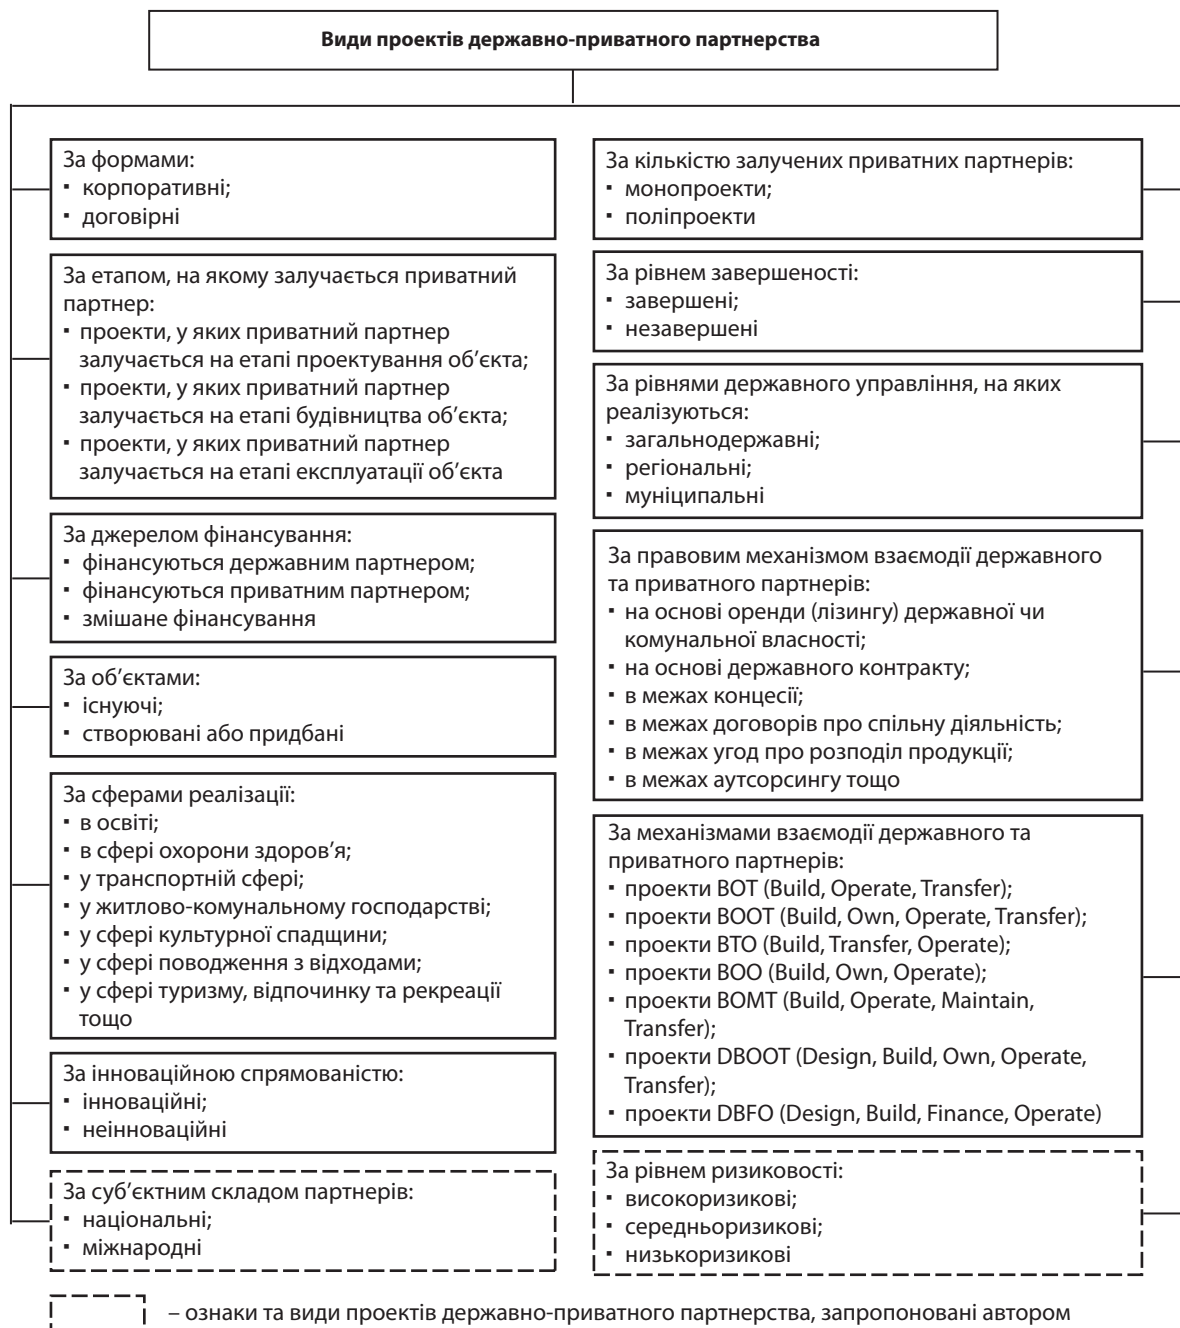 Види проектів державно-приватного партнерства
За формами:
▪ корпоративні;
▪ договірні
За етапом, на якому залучається приватний
партнер:
▪ проекти, у яких приватний партнер
залучається на етапі проектування об’єкта;
▪ проекти, у яких приватний партнер
залучається на етапі будівництва об’єкта;
▪ проекти, у яких приватний партнер
залучається на етапі експлуатації об’єкта
За джерелом фінансування:
▪ фінансуються державним партнером;
▪ фінансуються приватним партнером;
▪ змішане фінансування
За об’єктами:
▪ існуючі;
▪ створювані або придбані
За сферами реалізації:
▪ в освіті;
▪ в сфері охорони здоров’я;
▪ у транспортній сфері;
▪ у житлово-комунальному господарстві;
▪ у сфері культурної спадщини;
▪ у сфері поводження з відходами;
▪ у сфері туризму, відпочинку та рекреації
тощо
За інноваційною спрямованістю:
▪ інноваційні;
▪ неінноваційні
За суб’єктним складом партнерів:
▪ національні;
▪ міжнародні
За кількістю залучених приватних партнерів:
▪ монопроекти;
▪ поліпроекти
За рівнем завершеності:
▪ завершені;
▪ незавершені
За рівнями державного управління, на яких
реалізуються:
▪ загальнодержавні;
▪ регіональні;
▪ муніципальні
За правовим механізмом взаємодії державного
та приватного партнерів:
▪ на основі оренди (лізингу) державної чи
комунальної власності;
▪ на основі державного контракту;
▪ в межах концесії;
▪ в межах договорів про спільну діяльність;
▪ в межах угод про розподіл продукції;
▪ в межах аутсорсингу тощо
За механізмами взаємодії державного та
приватного партнерів:
▪ проекти BOT (Build, Operate, Transfer);
▪ проекти BOOT (Build, Own, Operate, Transfer);
▪ проекти BTO (Build, Transfer, Operate);
▪ проекти BOO (Build, Own, Operate);
▪ проекти BOMT (Build, Operate, Maintain,
Transfer);
▪ проекти DBOOT (Design, Build, Own, Operate,
Transfer);
▪ проекти DBFO (Design, Build, Finance, Operate)
За рівнем ризиковості:
▪ високоризикові;
▪ середньоризикові;
▪ низькоризикові
– ознаки та види проектів державно-приватного партнерства, запропоновані автором